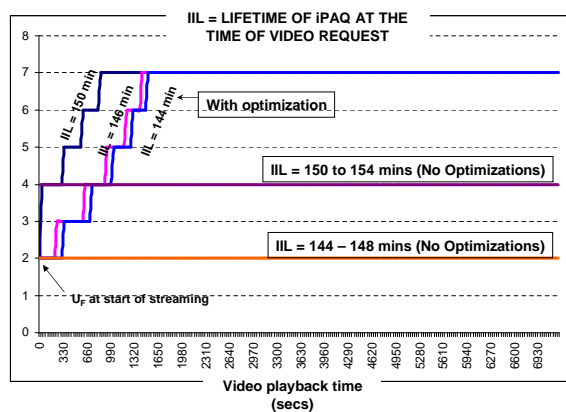 IIL = LIFETIME OF iPAQ AT THE
TIME OF VIDEO REQUEST
8
7
6
5
4
3
2
1
0
IIL = 150 min
IIL = 146 min
IIL = 144 min
With optimization
IIL = 150 to 154 mins (No Optimizations)
IIL = 144 – 148 mins (No Optimizations)
UF at start of streaming
0
330
660
990
1320
1650
1980
2310
2640
2970
3300
3630
3960
4290
4620
4950
5280
5610
5940
6270
6600
6930
Video playback time
(secs)